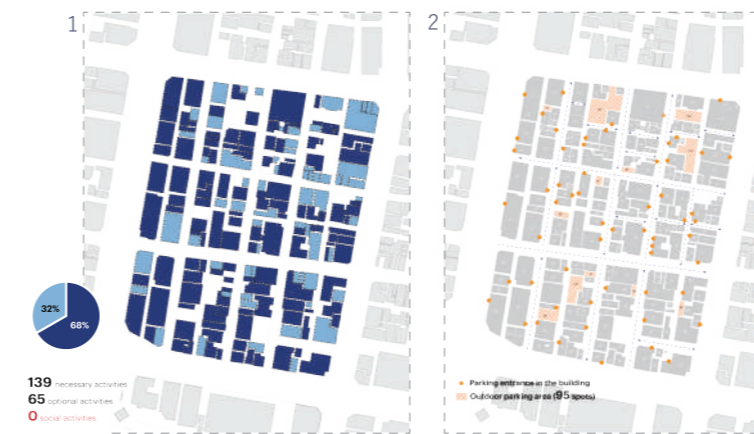 1
2
32%
68%
139 necessary activities
65 optional activities
0 social activities
Parking entrance in the building
Outdoor parking area (95 spots)